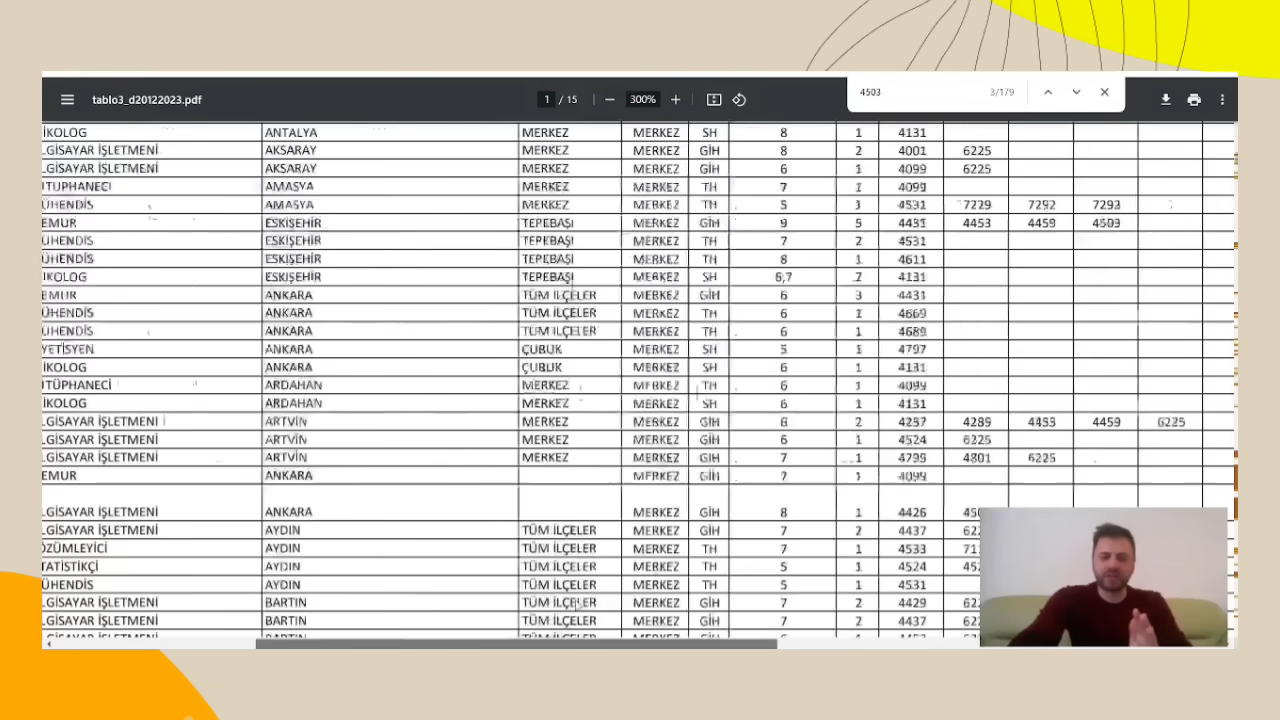 tablo3_d20122023.pdf 1 / 15 300% 4503 3/179
İKOLOG ANTALYA MERKEZ MERKEZ SH 8 1 4131
LGİSAYAR İŞLETMENİ AKSARAY MERKEZ MERKEZ GİH 8 2 4001 6225
LGİSAYAR İŞLETMENİ AKSARAY MERKEZ MERKEZ GİH 6 1 4099 6225
TÜPHANECİ AMASYA MERKEZ MERKEZ TH 7 1 4099
ÜHENDİS AMASYA MERKEZ MERKEZ TH 5 3 4531 7229 7292 7293
EMUR ESKİŞEHİR TEPEBAŞI MERKEZ GİH 9 5 4431 4453 4459 4503
ÜHENDİS ESKİŞEHİR TEPEBAŞI MERKEZ TH 7 2 4531
ÜHENDİS ESKİŞEHİR TEPEBAŞI MERKEZ TH 8 1 4611
İKOLOG ESKİŞEHİR TEPEBAŞI MERKEZ SH 6,7 2 4131
EMUR ANKARA TÜM İLÇELER MERKEZ GİH 6 3 4431
ÜHENDİS ANKARA TÜM İLÇELER MERKEZ TH 6 1 4669
ÜHENDİS ANKARA TÜM İLÇELER MERKEZ TH 6 1 4689
YETİSYEN ANKARA ÇUBUK MERKEZ SH 5 1 4797
İKOLOG ANKARA ÇUBUK MERKEZ SH 6 1 4131
TÜPHANECİ ARDAHAN MERKEZ MERKEZ TH 6 1 4099
İKOLOG ARDAHAN MERKEZ MERKEZ SH 6 1 4131
LGİSAYAR İŞLETMENİ ARTVİN MERKEZ MERKEZ GİH 6 2 4287 4289 4453 4459 6225
LGİSAYAR İŞLETMENİ ARTVİN MERKEZ MERKEZ GİH 6 1 4524 6225
LGİSAYAR İŞLETMENİ ARTVİN MERKEZ MERKEZ GİH 7 1 4795 4801 6225
EMUR ANKARA MERKEZ GİH 7 1 4099
LGİSAYAR İŞLETMENİ ANKARA MERKEZ GİH 8 1 4426
LGİSAYAR İŞLETMENİ AYDIN TÜM İLÇELER MERKEZ GİH 7 2 4437
ÖZÜMLEYİCİ AYDIN TÜM İLÇELER MERKEZ TH 7 1 4533
TATİSTİKÇİ AYDIN TÜM İLÇELER MERKEZ TH 5 1 4524
ÜHENDİS AYDIN TÜM İLÇELER MERKEZ TH 5 1 4531
LGİSAYAR İŞLETMENİ BARTIN TÜM İLÇELER MERKEZ GİH 7 2 4429
LGİSAYAR İŞLETMENİ BARTIN TÜM İLÇELER MERKEZ GİH 7 2 4437